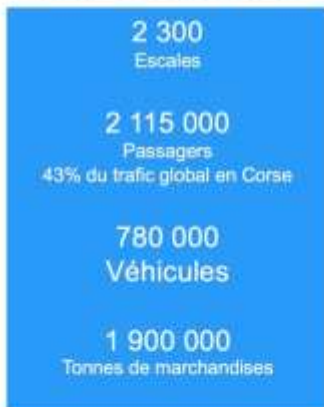 2 300
Escales
2 115 000
Passagers
43% du trafic global en Corse
780 000
Véhicules
1 900 000
Tonnes de marchandises